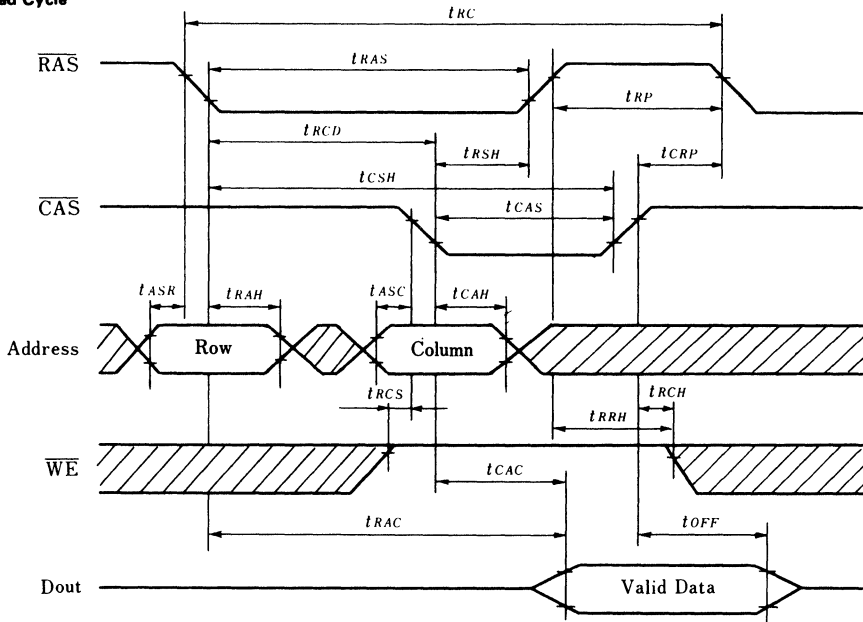 ad Cycle
tRC
RAS
tRAS
tRP
tRCD
tRSH
tCRP
tCSH
CAS
tCAS
tASR
tRAH
tASC
tCAH
Address
Row
Column
tRCS
tRCH
tRRH
WE
tCAC
tRAC
tOFF
Dout
Valid Data